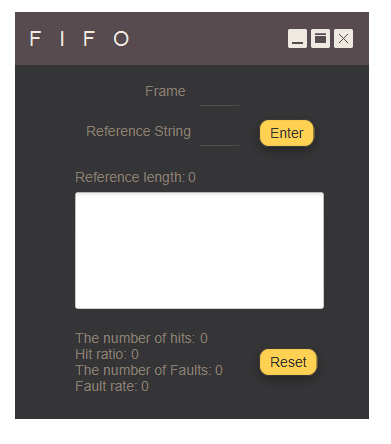 F I F O
Frame
Reference String
Enter
Reference length: 0
The number of hits: 0
Hit ratio: 0
The number of Faults: 0
Fault rate: 0
Reset